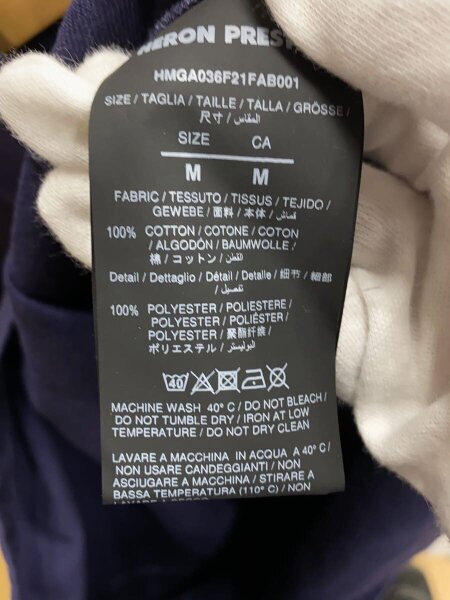 HERON PREST
HMGA036F21FAB001
SIZE / TAGLIA / TAILLE / TALLA / GRÖSSE /
尺寸 / المقاس /
SIZE CA
M M
FABRIC / TESSUTO / TISSUS / TEJIDO /
GEWEBE / 面料 / 本体 / قماش /
100% COTTON / COTONE / COTON
/ ALGODÓN / BAUMWOLLE /
棉 / コットン / القطن /
Detail / Dettaglio / Détail / Detalle / 细节 / 細部
/ تفصيل /
100% POLYESTER / POLIESTERE /
POLYESTER / POLIÉSTER /
POLYESTER / 聚酯纤维 /
ポリエステル / البوليستر /
40
MACHINE WASH 40° C / DO NOT BLEACH /
DO NOT TUMBLE DRY / IRON AT LOW
TEMPERATURE / DO NOT DRY CLEAN
LAVARE A MACCHINA IN ACQUA A 40° C /
NON USARE CANDEGGIANTI / NON
ASCIUGARE A MACCHINA / STIRARE A
BASSA TEMPERATURA (110° C) / NON
LAVARE A SECCO